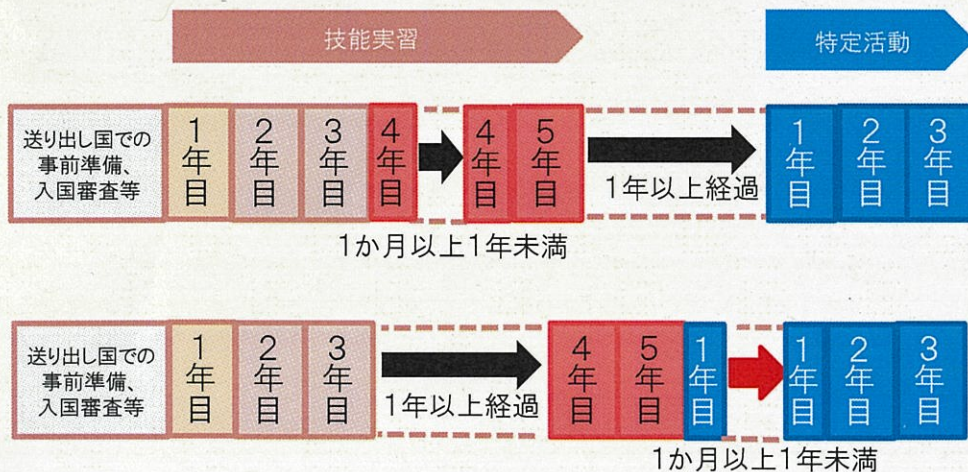 技能実習
特定活動
送り出し国での
事前準備、
入国審査等
1年目
2年目
3年目
4年目
4年目
5年目
1年以上経過
1年目
2年目
3年目
1か月以上1年未満
送り出し国での
事前準備、
入国審査等
1年目
2年目
3年目
1年以上経過
4年目
5年目
1年目
1年目
2年目
3年目
1か月以上1年未満